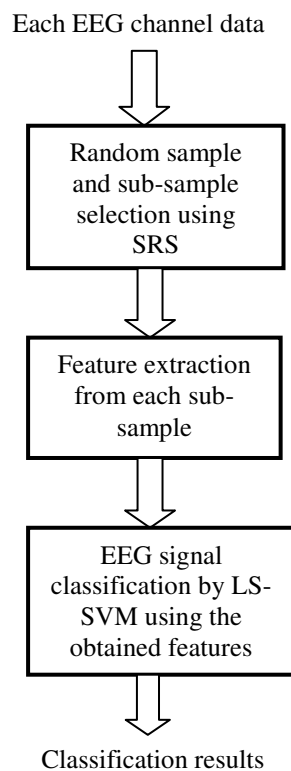 Each EEG channel data
Random sample
and sub-sample
selection using
SRS
Feature extraction
from each sub-
sample
EEG signal
classification by LS-
SVM using the
obtained features
Classification results